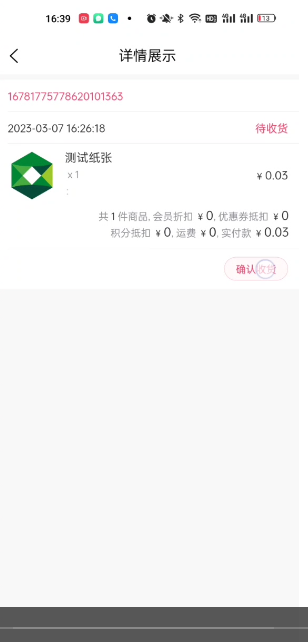 16:39
详情展示
16781775778620101363
2023-03-07 16:26:18 待收货
测试纸张
x 1 ¥ 0.03
:
共 1 件商品, 会员折扣 ¥ 0, 优惠券抵扣 ¥ 0
积分抵扣 ¥ 0, 运费 ¥ 0, 实付款 ¥ 0.03
确认收货